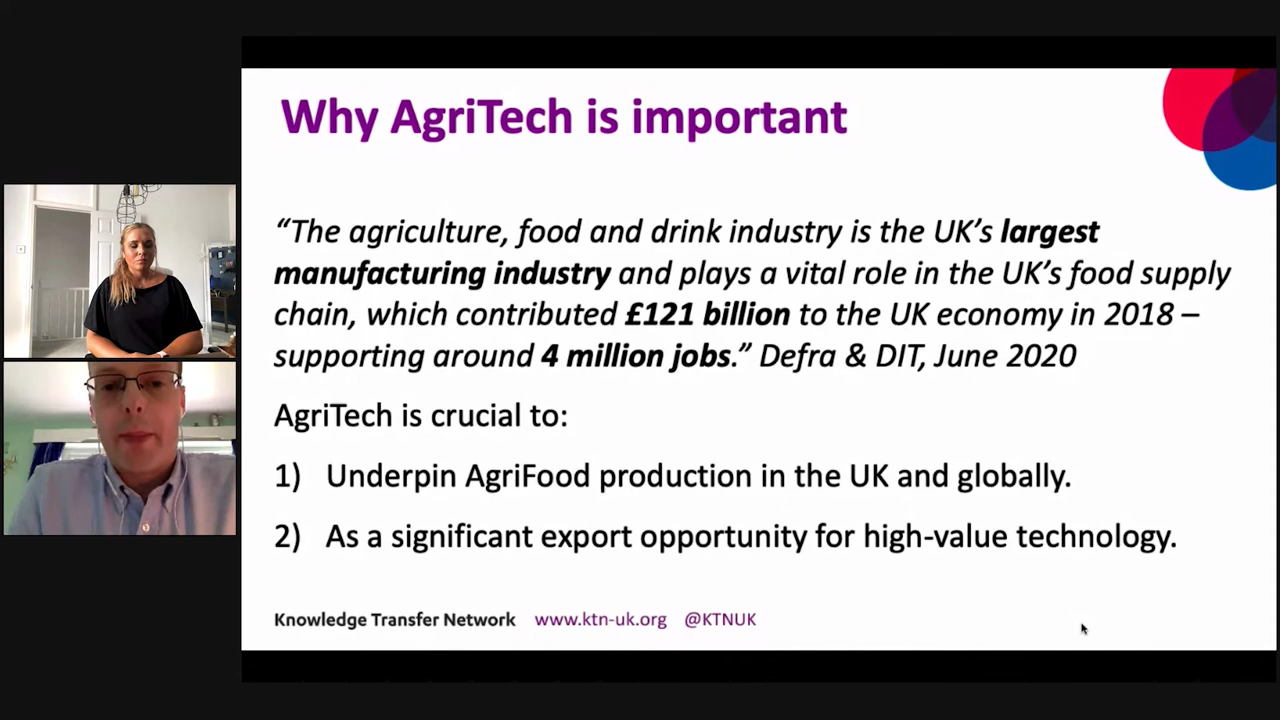 Why AgriTech is important
“The agriculture, food and drink industry is the UK’s largest
manufacturing industry and plays a vital role in the UK’s food supply
chain, which contributed £121 billion to the UK economy in 2018 –
supporting around 4 million jobs.” Defra & DIT, June 2020
AgriTech is crucial to:
1) Underpin AgriFood production in the UK and globally.
2) As a significant export opportunity for high-value technology.
Knowledge Transfer Network www.ktn-uk.org @KTNUK